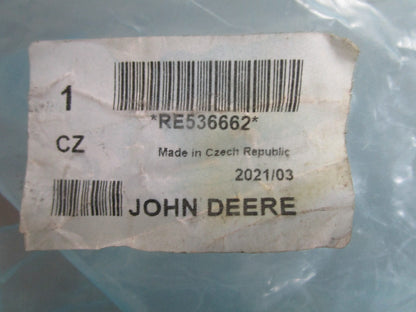 1
*RE536662*
CZ
Made in Czech Republic
2021/03
JOHN DEERE